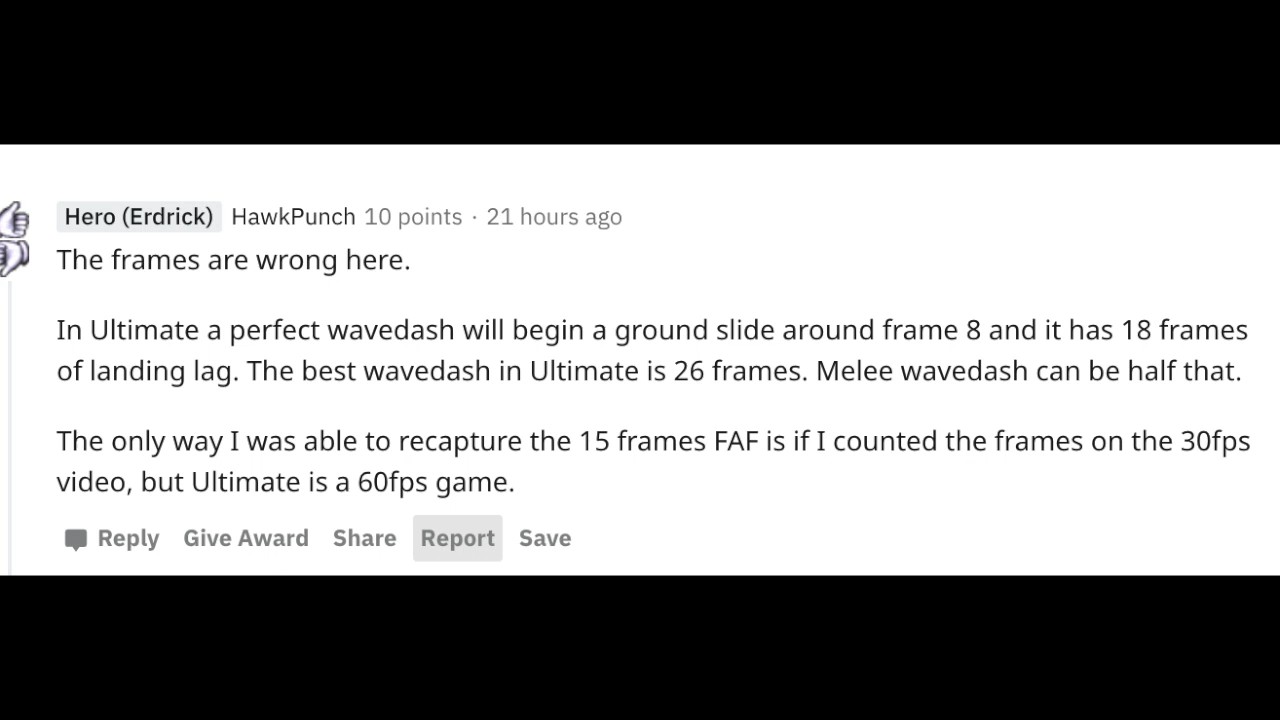 Hero (Erdrick) HawkPunch 10 points · 21 hours ago
The frames are wrong here.
In Ultimate a perfect wavedash will begin a ground slide around frame 8 and it has 18 frames
of landing lag. The best wavedash in Ultimate is 26 frames. Melee wavedash can be half that.
The only way I was able to recapture the 15 frames FAF is if I counted the frames on the 30fps
video, but Ultimate is a 60fps game.
Reply Give Award Share Report Save